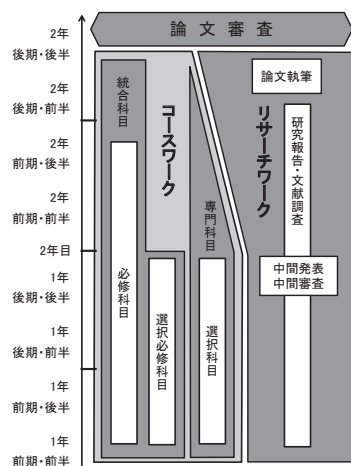 論文審査
2年
後期・後半
2年
後期・前半
2年
前期・後半
2年
前期・前半
2年目
1年
後期・後半
1年
後期・前半
1年
前期・後半
1年
前期・前半
統合科目
必修科目
コースワーク
選択必修科目
専門科目
選択科目
リサーチワーク
論文執筆
研究報告・文献調査
中間発表
中間審査